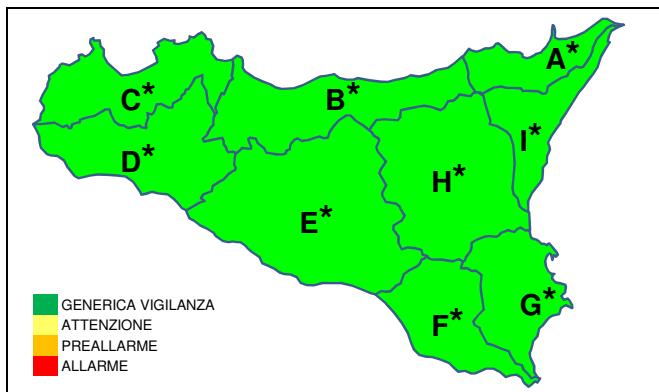 A*
C*
B*
I*
D*
H*
E*
G*
F*
GENERICA VIGILANZA
ATTENZIONE
PREALLARME
ALLARME